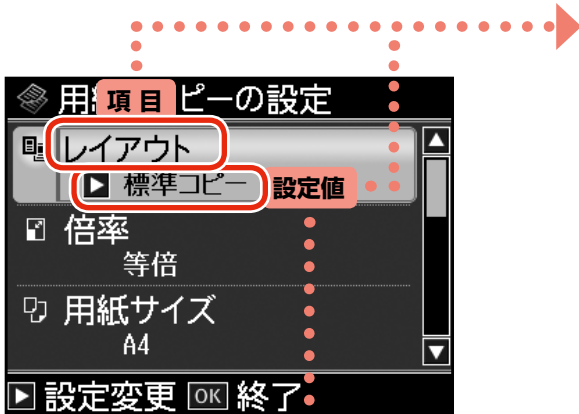 用 項目 ピーの設定
レイアウト
標準コピー 設定値
倍率
等倍
用紙サイズ
A4
設定変更 OK 終了